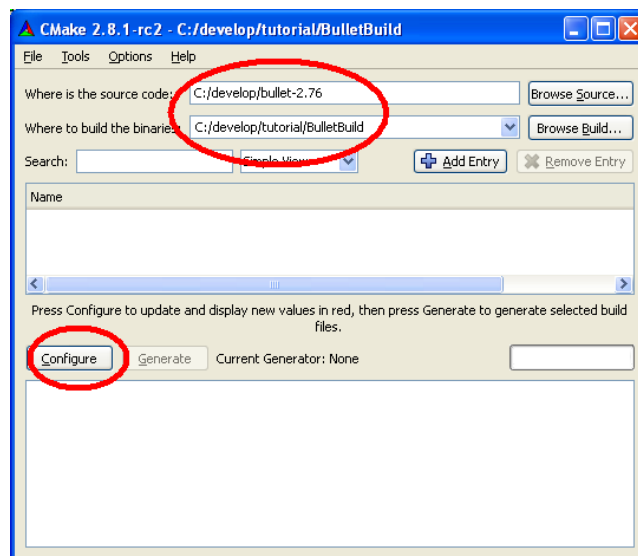 CMake 2.8.1-rc2 - C:/develop/tutorial/BulletBuild
File Tools Options Help
Where is the source code: C:/develop/bullet-2.76 Browse Source...
Where to build the binaries: C:/develop/tutorial/BulletBuild Browse Build...
Search: Simple View Add Entry Remove Entry
Name
Press Configure to update and display new values in red, then press Generate to generate selected build
files.
Configure Generate Current Generator: None